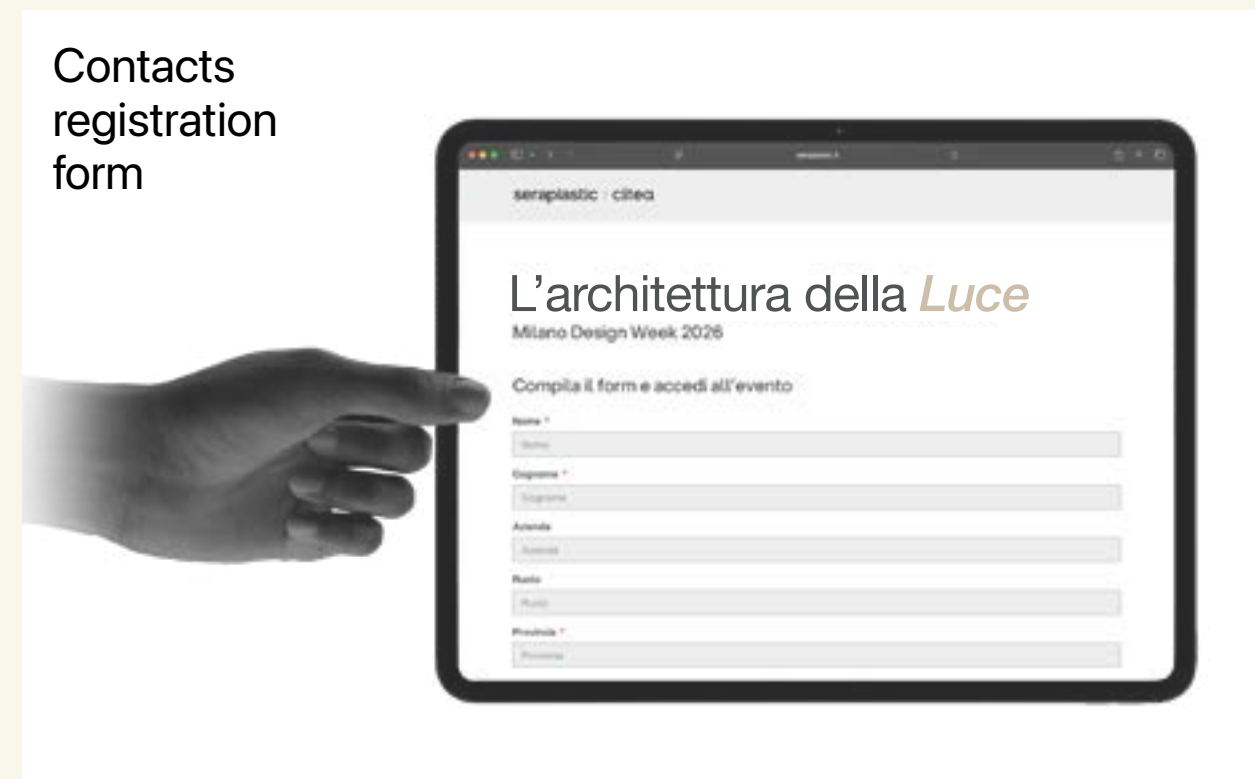 Contacts
registration
form
seraplastic citea
L’architettura della Luce
Milano Design Week 2026
Compila il form e accedi all’evento
Nome *
Nome
Cognome *
Cognome
Azienda
Azienda
Ruolo
Ruolo
Provincia *
Provincia